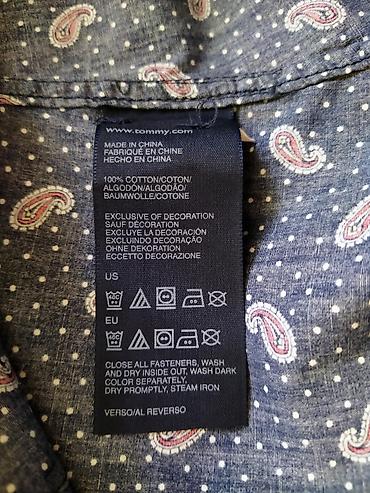 www.tommy.com
MADE IN CHINA
FABRIQUÉ EN CHINE
HECHO EN CHINA
100% COTTON/COTON/
ALGODÓN/ALGODÃO/
BAUMWOLLE/COTONE
EXCLUSIVE OF DECORATION
SAUF DÉCORATION
EXCLUYE LA DECORACIÓN
EXCLUINDO DECORAÇÃO
OHNE DEKORATION
ECCETTO DECORAZIONE
US
40C
EU
40C
CLOSE ALL FASTENERS, WASH
AND DRY INSIDE OUT, WASH DARK
COLOR SEPARATELY,
DRY PROMPTLY, STEAM IRON
VERSO/AL REVERSO